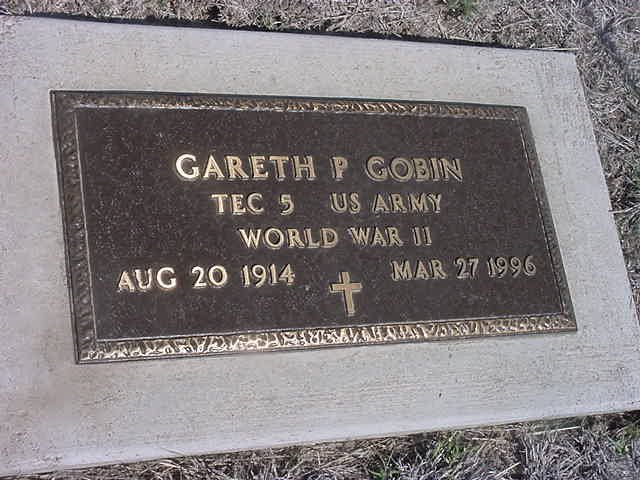 GARETH P GOBIN
TEC 5 US ARMY
WORLD WAR II
AUG 20 1914 MAR 27 1996